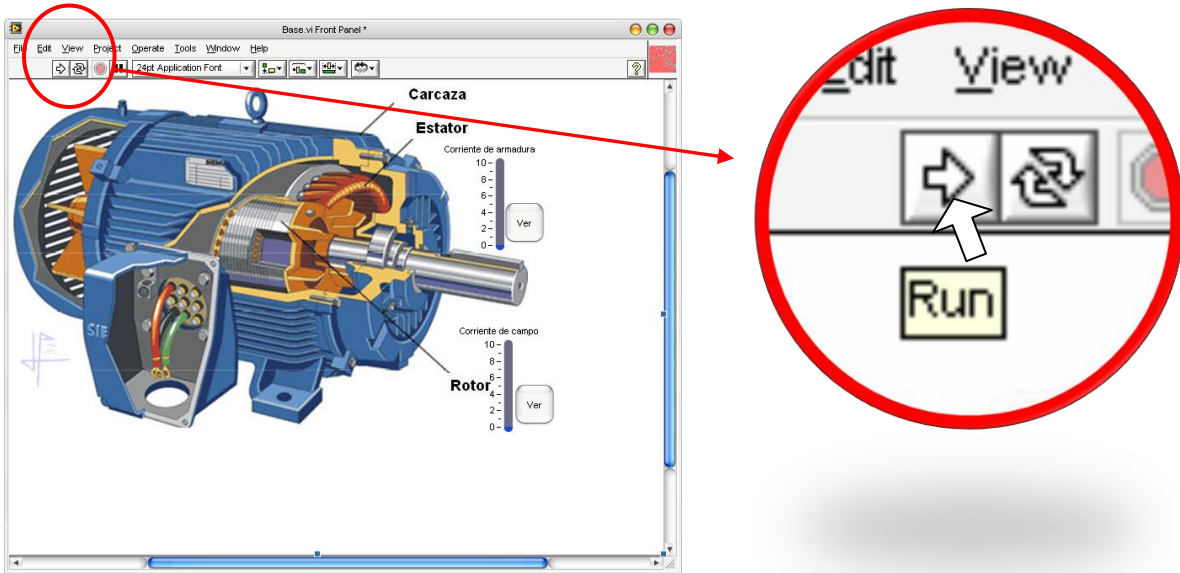 Base.vi Front Panel *
File Edit View Project Operate Tools Window Help
24pt Application Font
?
Carcaza
Estator
Corriente de armadura
10
8
6
4
2
0
Ver
Corriente de campo
10
8
6
4
2
0
Ver
Rotor
SIE
Edit View
Run